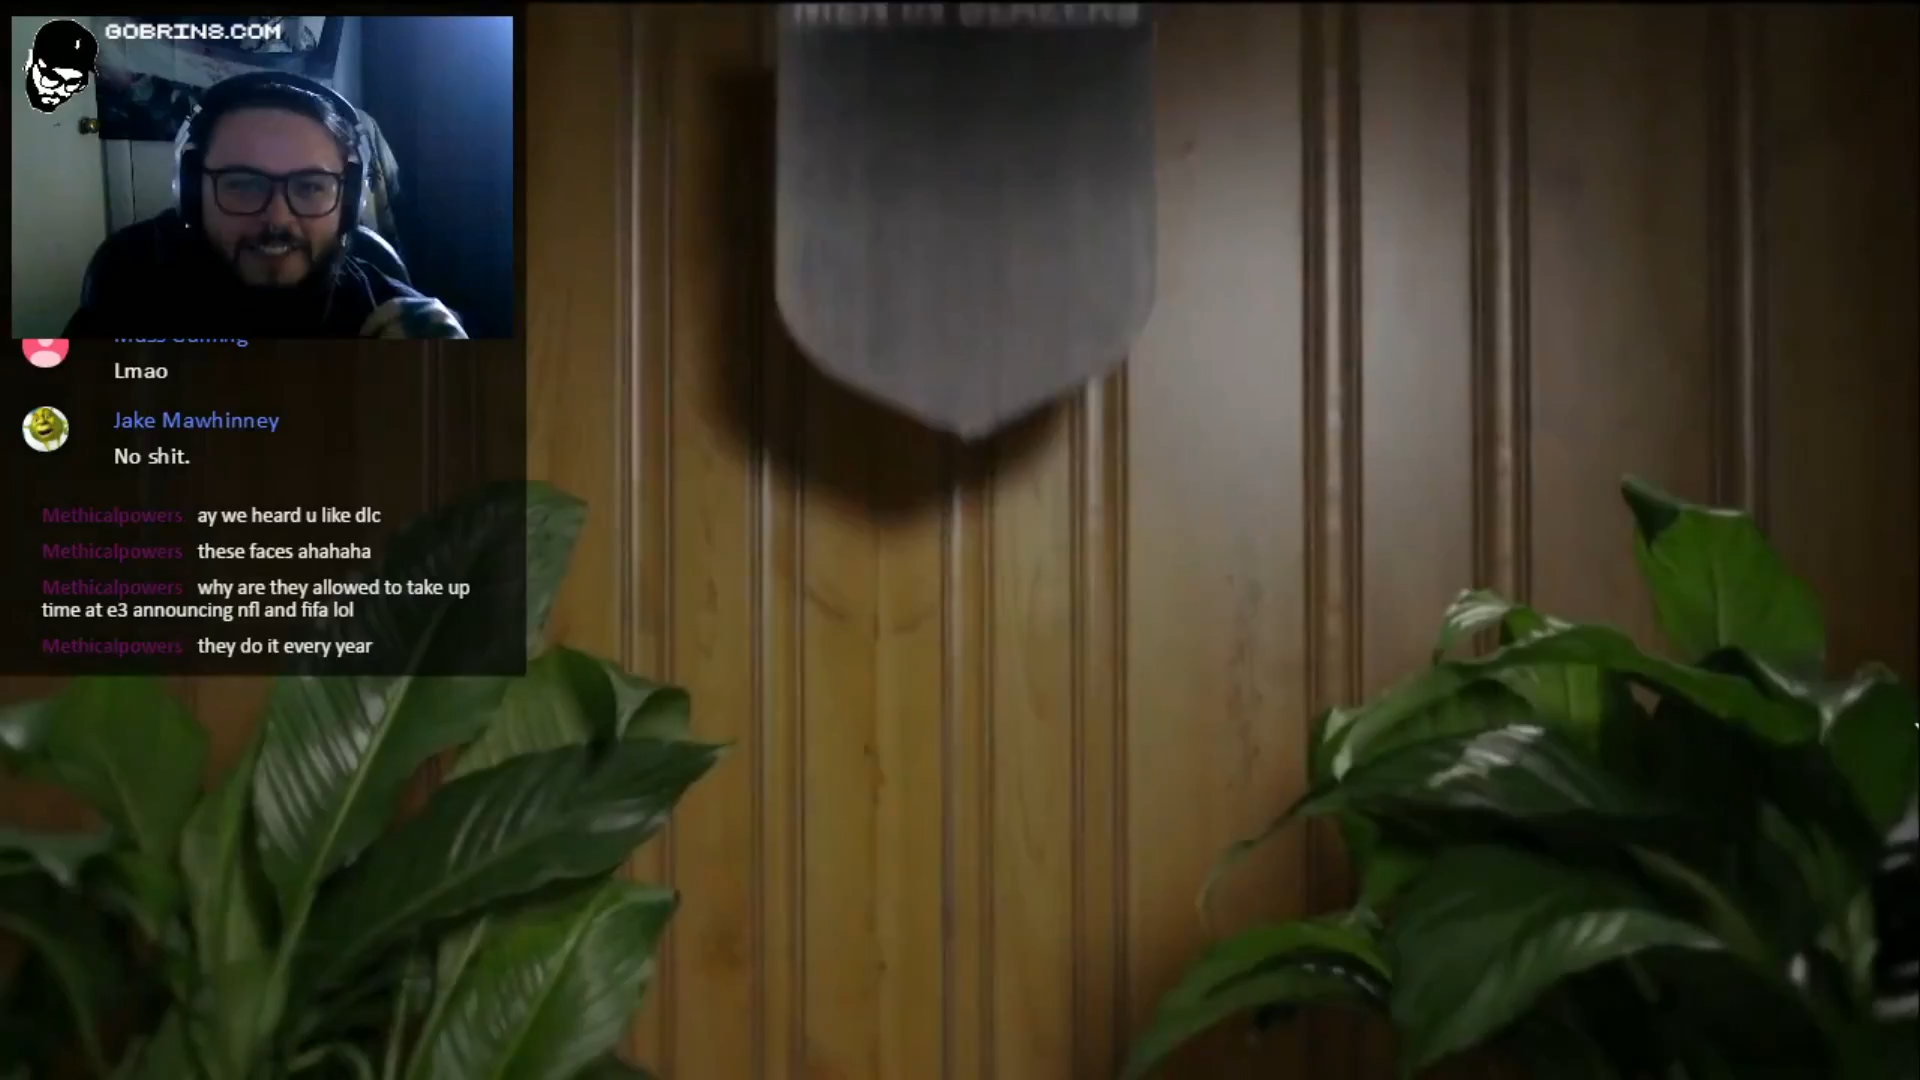 GOBRINS.COM
Lmao
Jake Mawhinney
No shit.
Methicalpowers ay we heard u like dlc
Methicalpowers these faces ahahaha
Methicalpowers why are they allowed to take up
time at e3 announcing nfl and fifa lol
Methicalpowers they do it every year